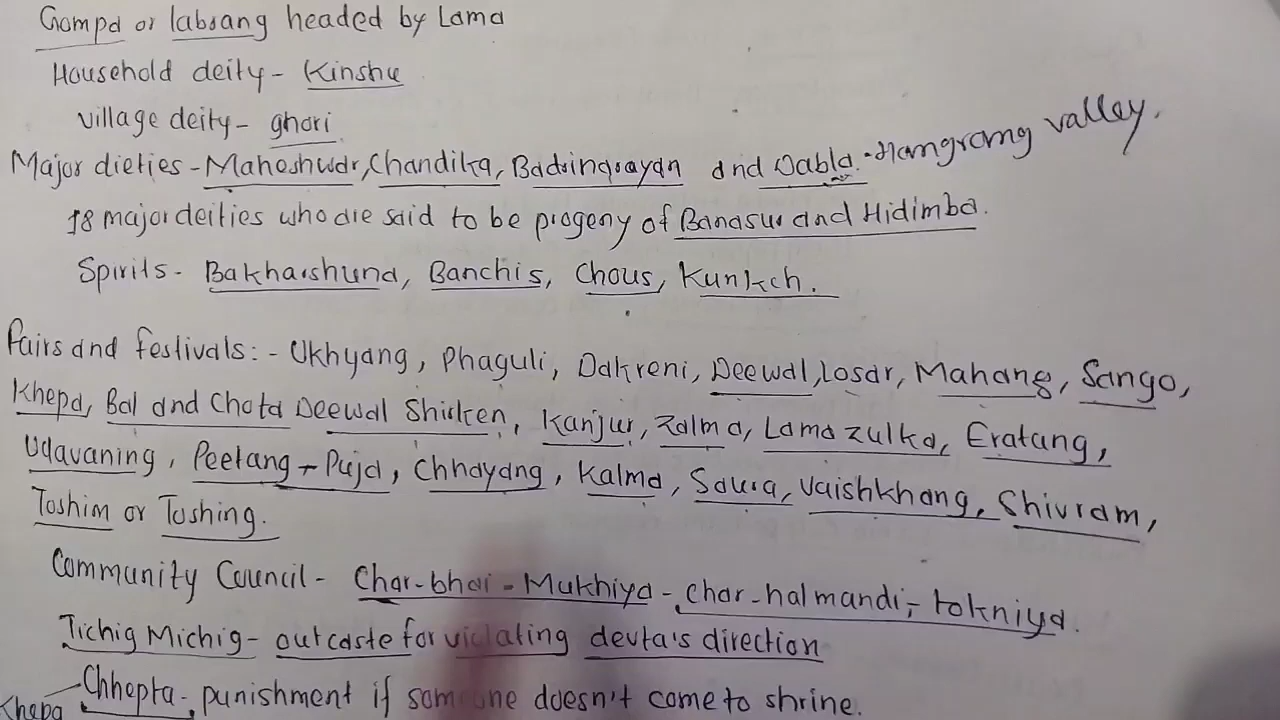 Gompa or labrang headed by Lama
Household deity - Kinshu
village deity - ghori
Major dieties - Maheshwar, Chandika, Badrinarayan and Dabla. - Hamgrang valley.
18 major deities who are said to be progeny of Banasur and Hidimba.
Spirits - Bakharshund, Banchis, Chous, Kunkch.
Fairs and festivals: - Ukhyang, Phaguli, Dakreni, Deewal, Losar, Mahang, Sango,
Khepa, Bal and Chota Deewal Shirken, Kanjur, Zalma, Lama Zulka, Eratang,
Udavaning, Peetang - Puja, Chhayang, Kalma, Saura, Vaishkhang, Shivram,
Toshim or Toshing.
Community Council - Char-bhai - Mukhiya - char-halmandi, - tokniya.
Tichig Michig - outcaste for violating devta's direction
Chhepta - punishment if someone doesn't come to shrine.
Khepa